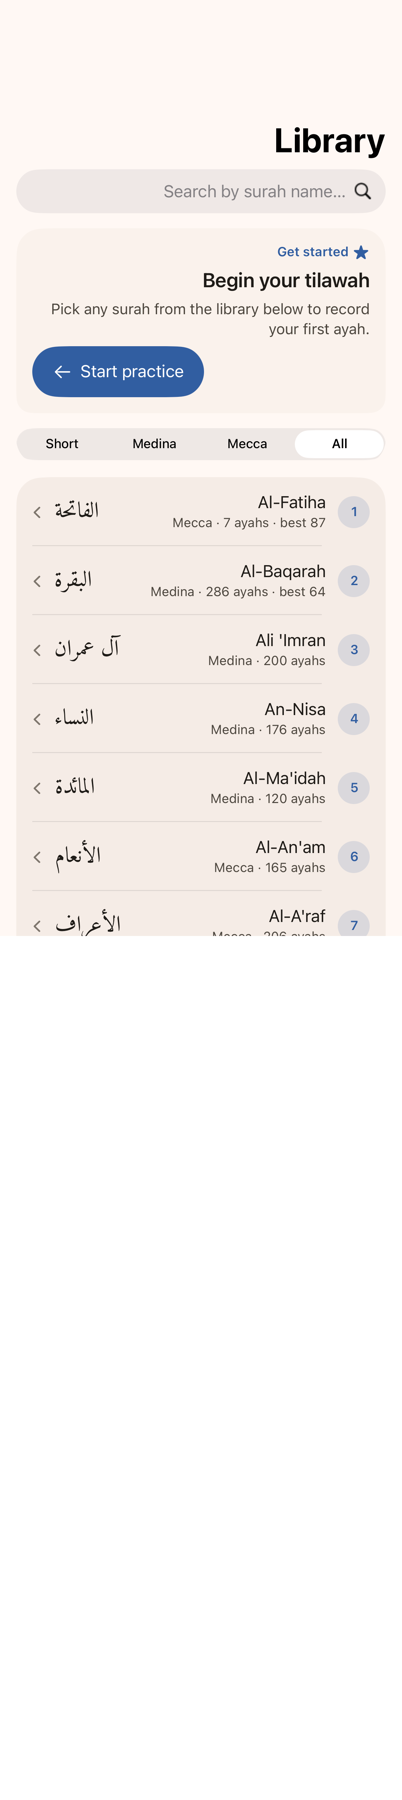 Library
Search by surah name...
Get started
Begin your tilawah
Pick any surah from the library below to record
your first ayah.
Start practice
All
Mecca
Medina
Short
1
Al-Fatiha
Mecca · 7 ayahs · best 87
الفاتحة
2
Al-Baqarah
Medina · 286 ayahs · best 64
البقرة
3
Ali 'Imran
Medina · 200 ayahs
آل عمران
4
An-Nisa
Medina · 176 ayahs
النساء
5
Al-Ma'idah
Medina · 120 ayahs
المائدة
6
Al-An'am
Mecca · 165 ayahs
الأنعام
7
Al-A'raf
Mecca · 206 ayahs
الأعراف